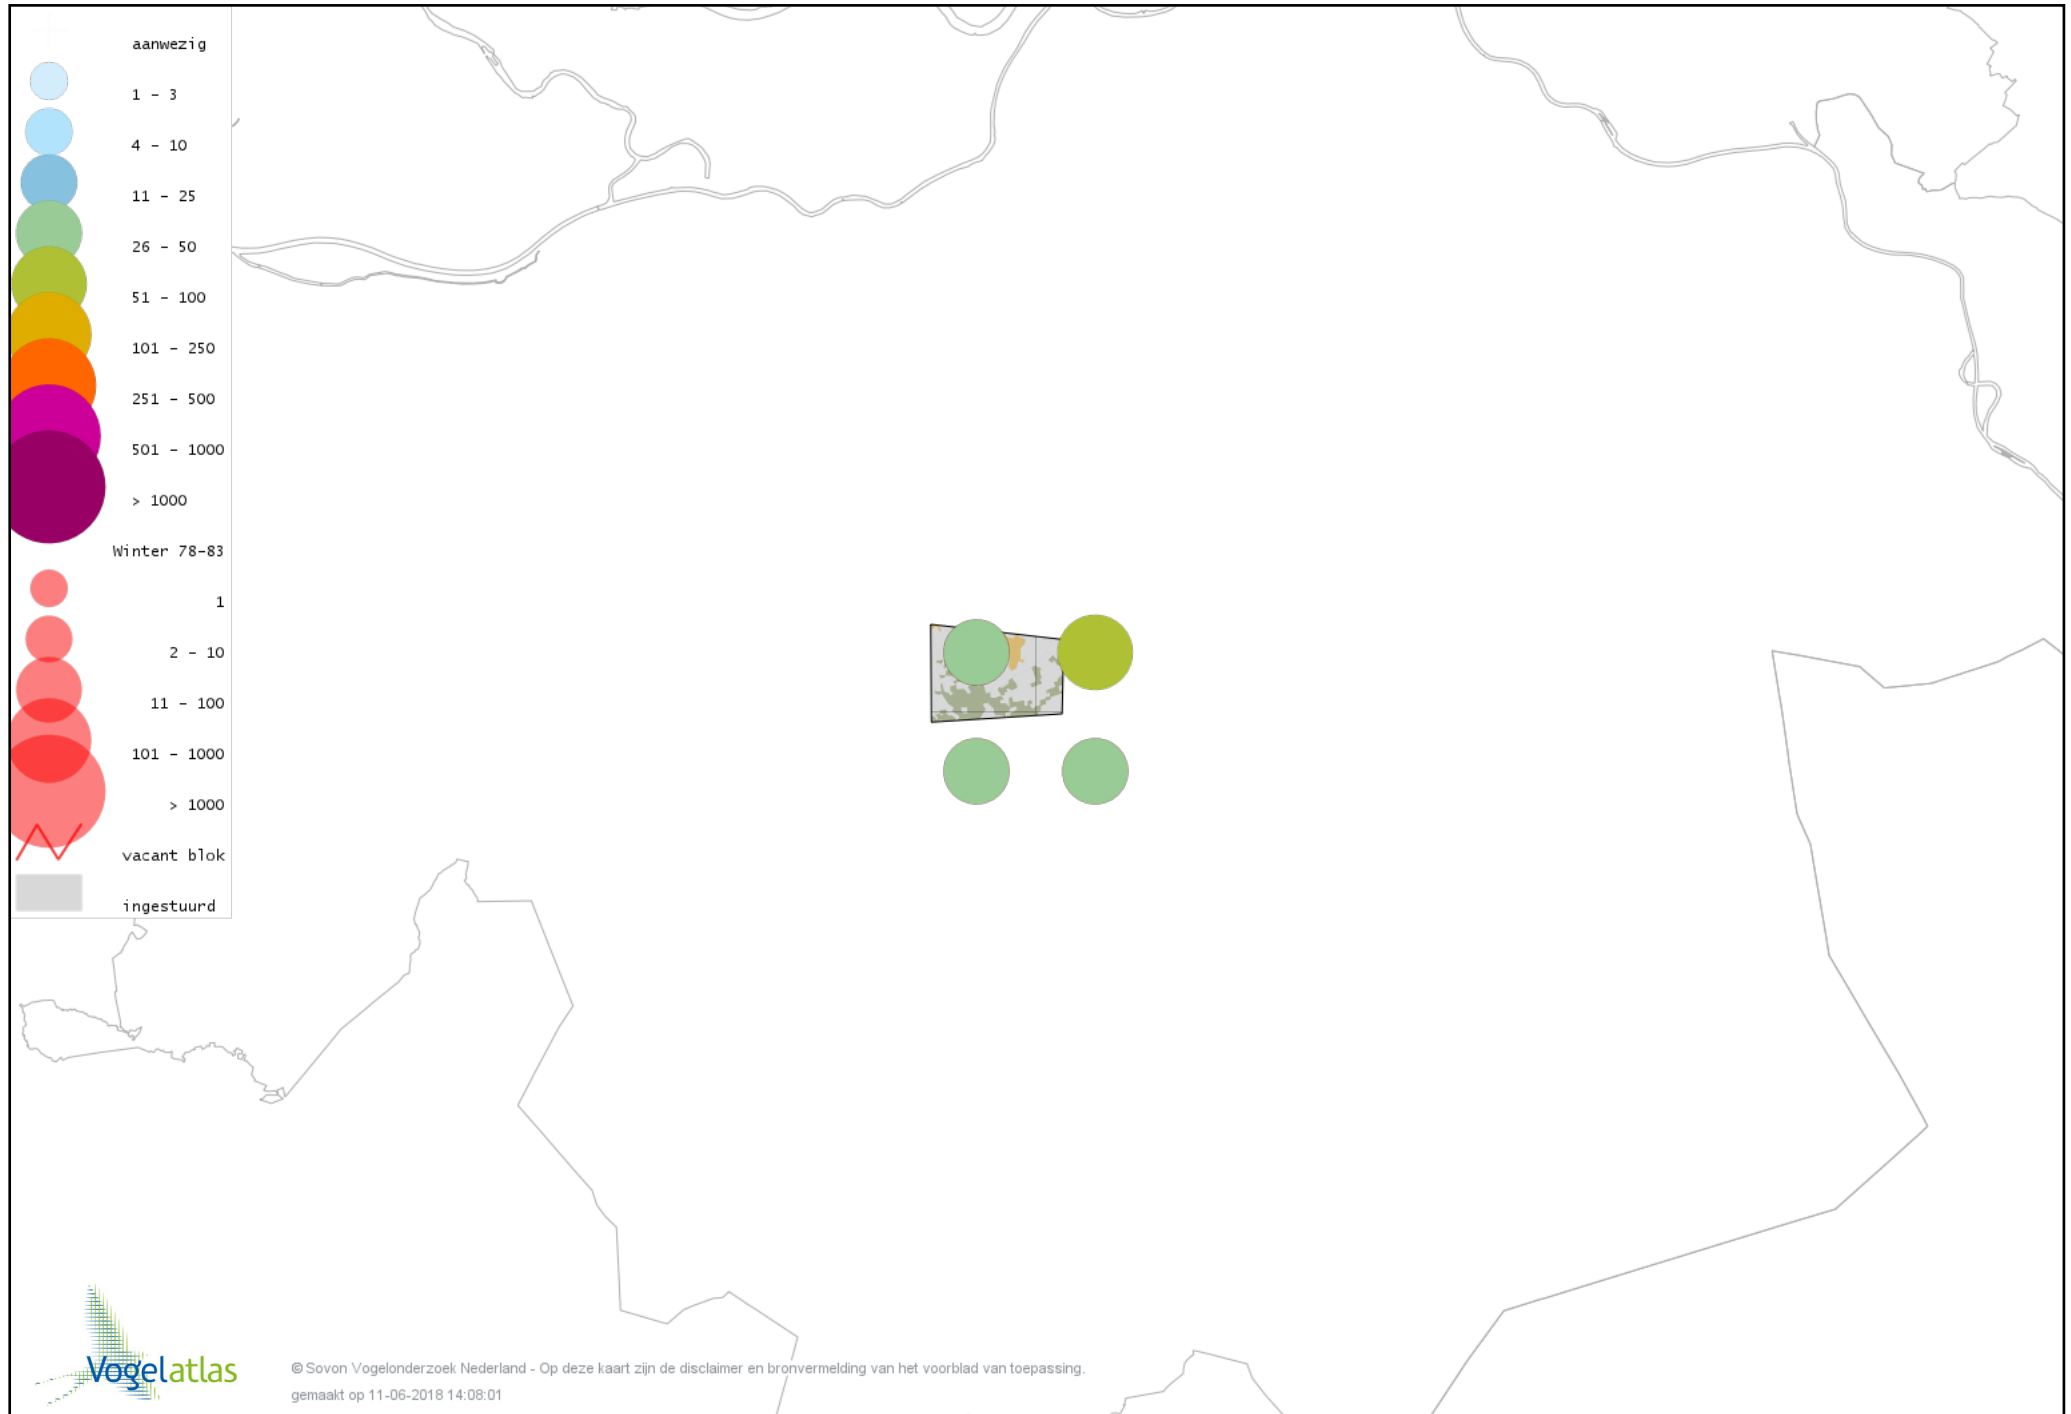 aanwezig
1 - 3
4 - 10
11 - 25
26 - 50
51 - 100
101 - 250
251 - 500
501 - 1000
> 1000
Winter 78-83
1
2 - 10
11 - 100
101 - 1000
> 1000
vacant blok
ingestuurd
Vogelatlas
© Sovon Vogelonderzoek Nederland - Op deze kaart zijn de disclaimer en bronvermelding van het voorblad van toepassing.
gemaakt op 11-06-2018 14:08:01